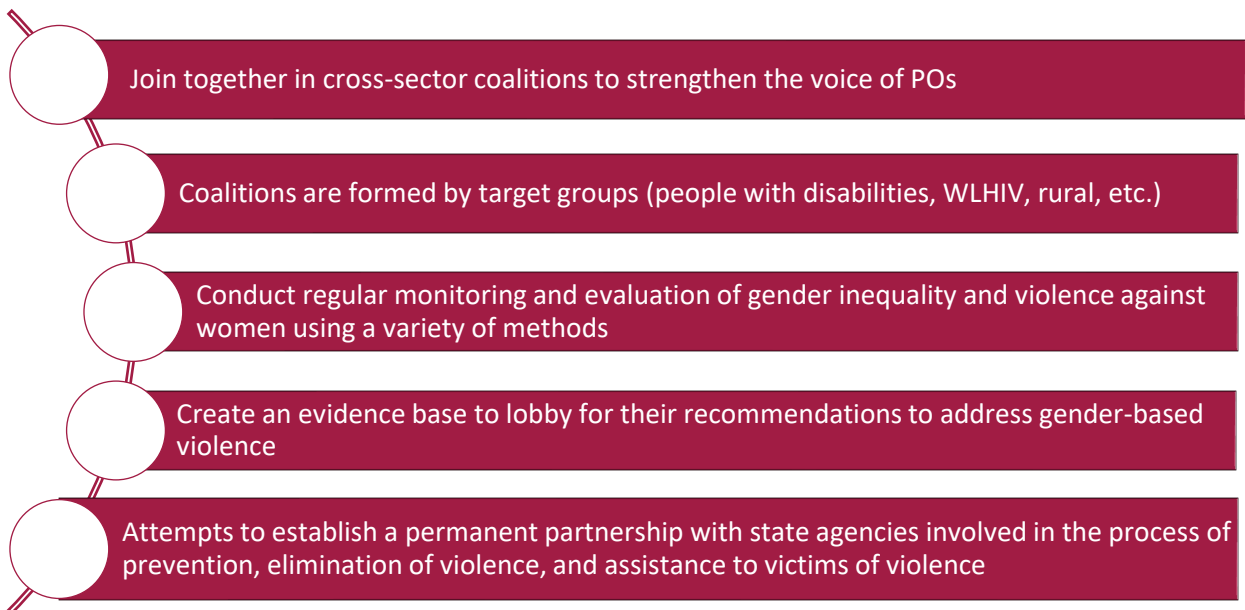 Join together in cross-sector coalitions to strengthen the voice of POs
Coalitions are formed by target groups (people with disabilities, WLHIV, rural, etc.)
Conduct regular monitoring and evaluation of gender inequality and violence against
women using a variety of methods
Create an evidence base to lobby for their recommendations to address gender-based
violence
Attempts to establish a permanent partnership with state agencies involved in the process of
prevention, elimination of violence, and assistance to victims of violence